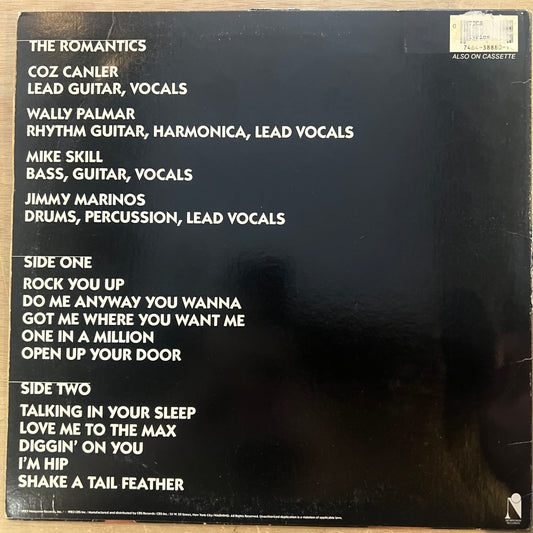 THE ROMANTICS
COZ CANLER
LEAD GUITAR, VOCALS
WALLY PALMAR
RHYTHM GUITAR, HARMONICA, LEAD VOCALS
MIKE SKILL
BASS, GUITAR, VOCALS
JIMMY MARINOS
DRUMS, PERCUSSION, LEAD VOCALS
ALSO ON CASSETTE
SIDE ONE
ROCK YOU UP
DO ME ANYWAY YOU WANNA
GOT ME WHERE YOU WANT ME
ONE IN A MILLION
OPEN UP YOUR DOOR
SIDE TWO
TALKING IN YOUR SLEEP
LOVE ME TO THE MAX
DIGGIN' ON YOU
I'M HIP
SHAKE A TAIL FEATHER